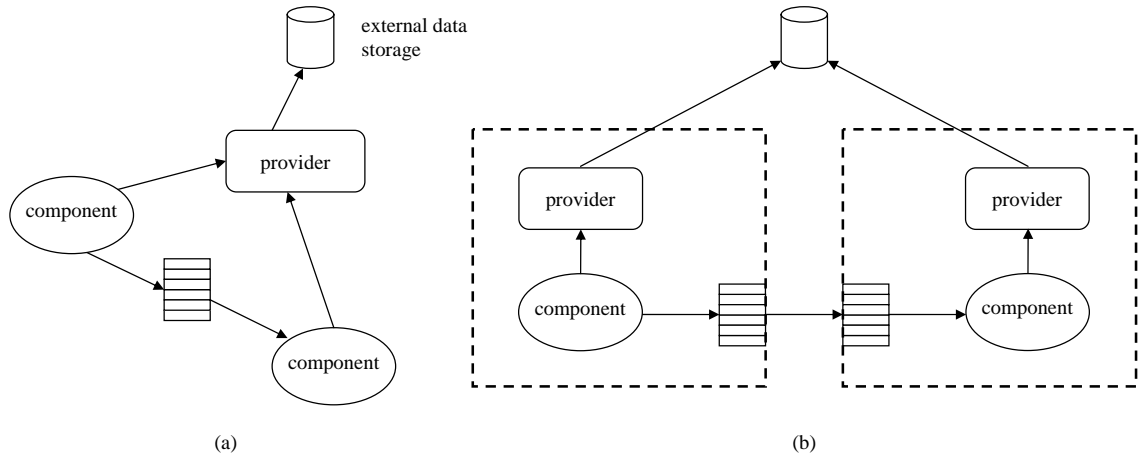 external data
storage
provider
component
component
(a)
provider
provider
component
component
(b)